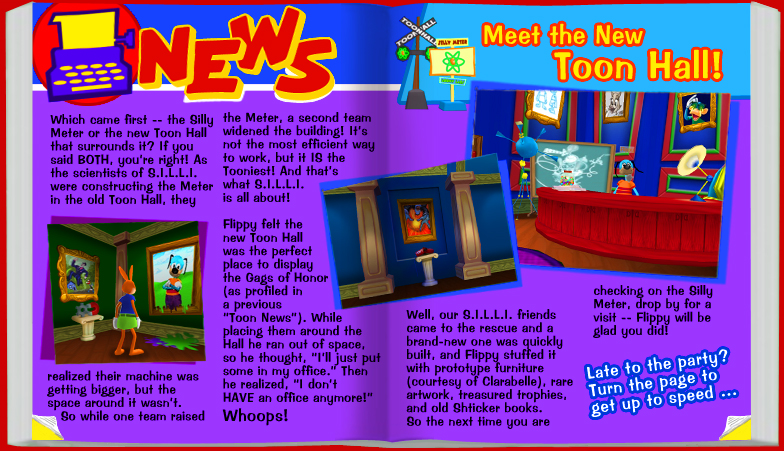 NEWS
Which came first -- the Silly
Meter or the new Toon Hall
that surrounds it? If you
said BOTH, you're right! As
the scientists of S.I.L.L.I.
were constructing the Meter
in the old Toon Hall, they
realized their machine was
getting bigger, but the
space around it wasn't.
So while one team raised
the Meter, a second team
widened the building! It's
not the most efficient way
to work, but it IS the
Tooniest! And that's
what S.I.L.L.I.
is all about!
Flippy felt the
new Toon Hall
was the perfect
place to display
the Gags of Honor
(as profiled in
a previous
"Toon News"). While
placing them around the
Hall he ran out of space,
so he thought, "I'll just put
some in my office." Then
he realized, "I don't
HAVE an office anymore!"
Whoops!
TOON HALL
TOON HALL
SILLY METER
Meet the New
Toon Hall!
Well, our S.I.L.L.I. friends
came to the rescue and a
brand-new one was quickly
built, and Flippy stuffed it
with prototype furniture
(courtesy of Clarabelle), rare
artwork, treasured trophies,
and old Shticker books.
So the next time you are
checking on the Silly
Meter, drop by for a
visit -- Flippy will be
glad you did!
Late to the party?
Turn the page to
get up to speed ...